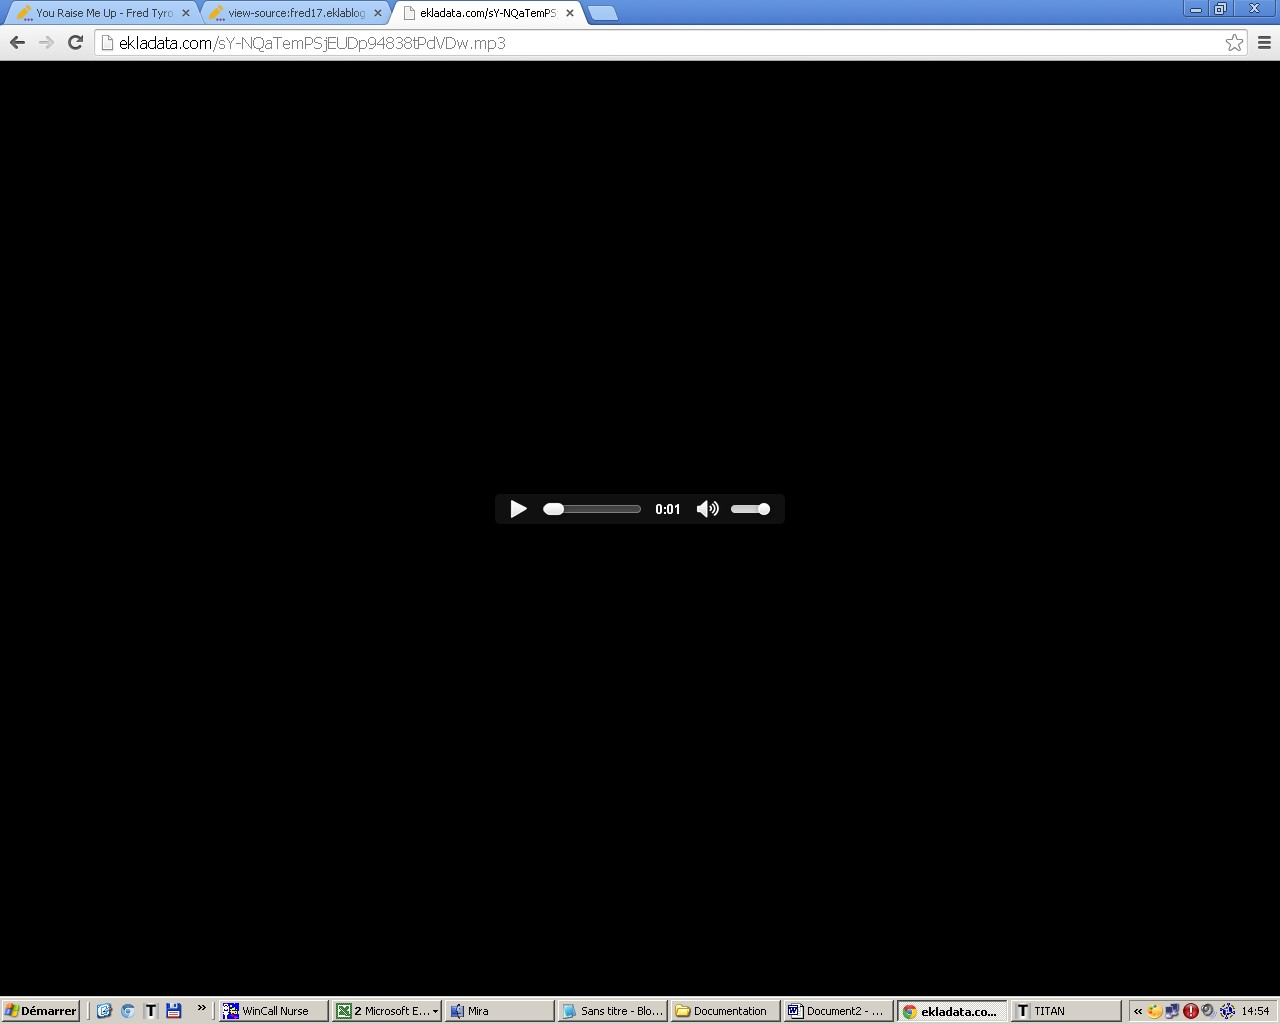 You Raise Me Up - Fred Tyro
view-source:fred17.eklablog
ekladata.com/sY-NQaTemPS
ekladata.com/sY-NQaTemPSjEUDp94838tPdVDw.mp3
0:01
Démarrer T » WinCall Nurse 2 Microsoft E... Mira Sans titre - Blo... Documentation Document2 - ... ekladata.co... T TITAN « 14:54